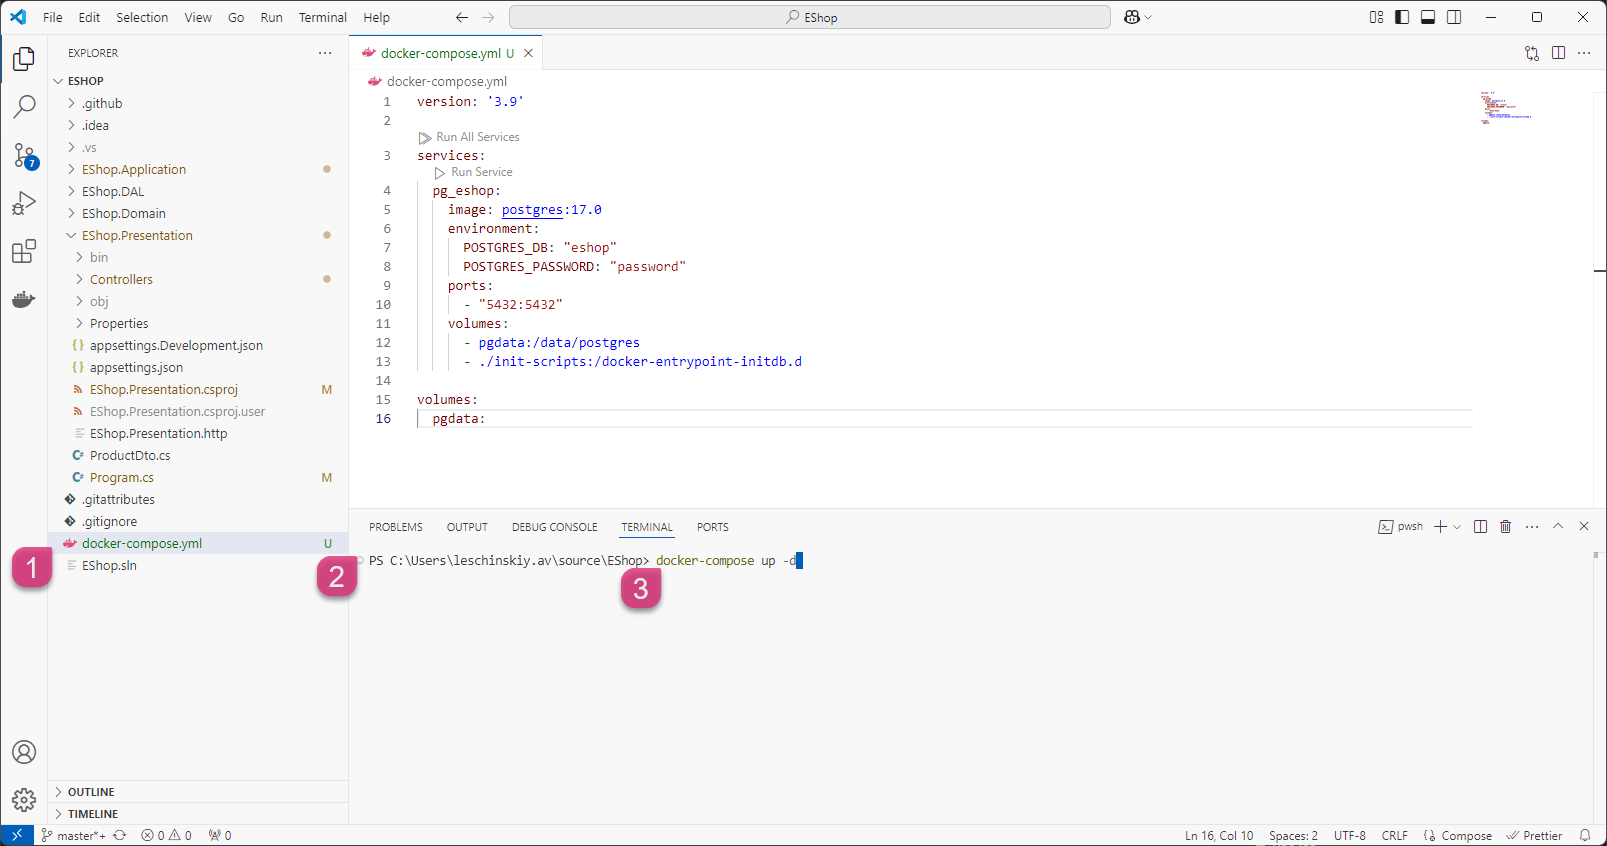 File Edit Selection View Go Run Terminal Help
EShop
EXPLORER
ESHOP
.github
.idea
.vs
EShop.Application
EShop.DAL
EShop.Domain
EShop.Presentation
bin
Controllers
obj
Properties
{} appsettings.Development.json
{} appsettings.json
EShop.Presentation.csproj M
EShop.Presentation.csproj.user
EShop.Presentation.http
C# ProductDto.cs
C# Program.cs M
.gitattributes
.gitignore
docker-compose.yml U
EShop.sln
7
1
2
3
OUTLINE
TIMELINE
docker-compose.yml U
docker-compose.yml
1 version: '3.9'
2
Run All Services
3 services:
Run Service
4 pg_eshop:
5 image: postgres:17.0
6 environment:
7 POSTGRES_DB: "eshop"
8 POSTGRES_PASSWORD: "password"
9 ports:
10 - "5432:5432"
11 volumes:
12 - pgdata:/data/postgres
13 - ./init-scripts:/docker-entrypoint-initdb.d
14
15 volumes:
16 pgdata:
PROBLEMS OUTPUT DEBUG CONSOLE TERMINAL PORTS
pwsh
PS C:\Users\leschinskiy.av\source\EShop> docker-compose up -d
master*+ 0 0 0
Ln 16, Col 10 Spaces: 2 UTF-8 CRLF Compose Prettier